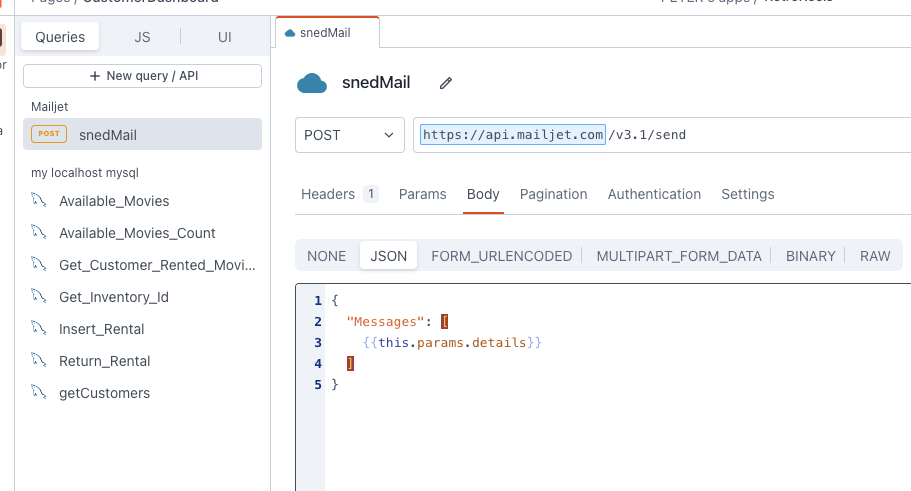 Pages / CustomerDashboard
Queries JS UI
+ New query / API
Mailjet
POST snedMail
my localhost mysql
Available_Movies
Available_Movies_Count
Get_Customer_Rented_Movi...
Get_Inventory_Id
Insert_Rental
Return_Rental
getCustomers
snedMail
snedMail
POST https://api.mailjet.com/v3.1/send
Headers 1 Params Body Pagination Authentication Settings
NONE JSON FORM_URLENCODED MULTIPART_FORM_DATA BINARY RAW
1 {
2 "Messages": [
3 {{this.params.details}}
4 ]
5 }